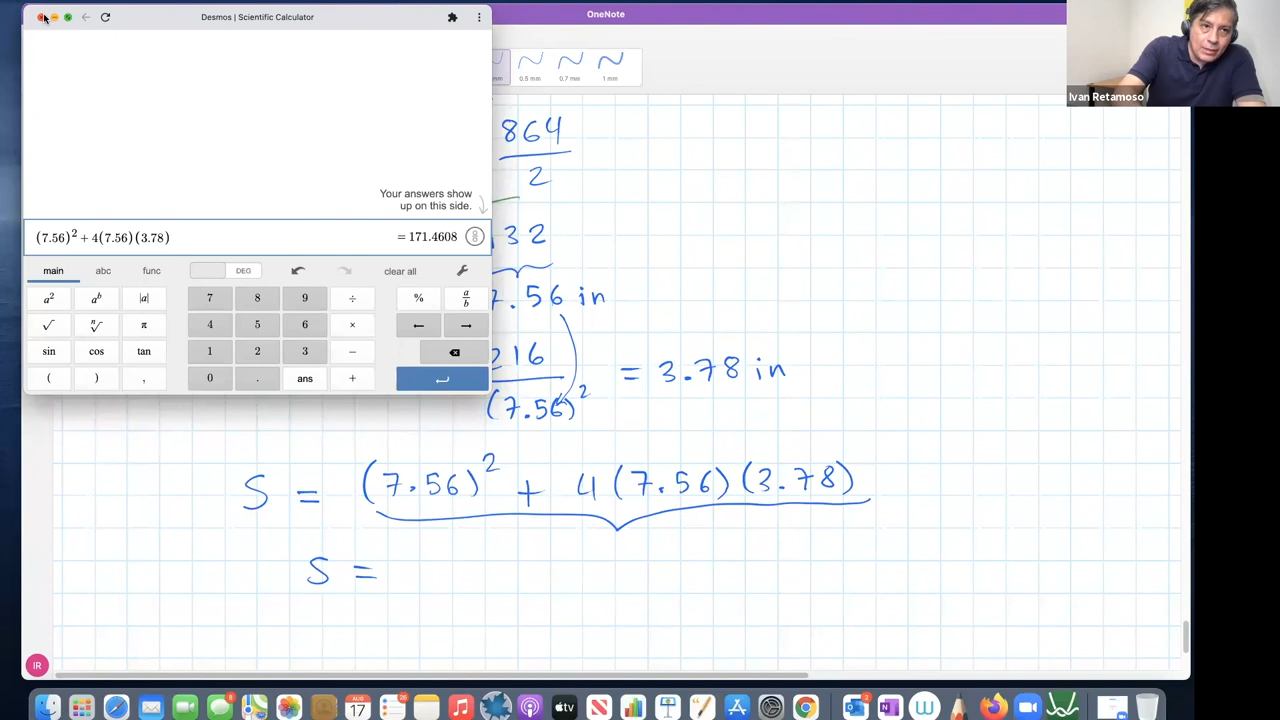 Desmos | Scientific Calculator
OneNote
0.5 mm 0.7 mm 1 mm
Ivan Retamoso
Your answers show
up on this side.
(7.56)² + 4(7.56)(3.78) = 171.4608
main abc func DEG clear all
a² aᵇ |a| 7 8 9 ÷ % a/b
√ ⁿ√ π 4 5 6 × ← →
sin cos tan 1 2 3 −
( ) , 0 . ans +
864
2
32
7.56 in
216
(7.56)²
= 3.78 in
S = (7.56)² + 4(7.56)(3.78)
S =
IR
AUG
17
tv